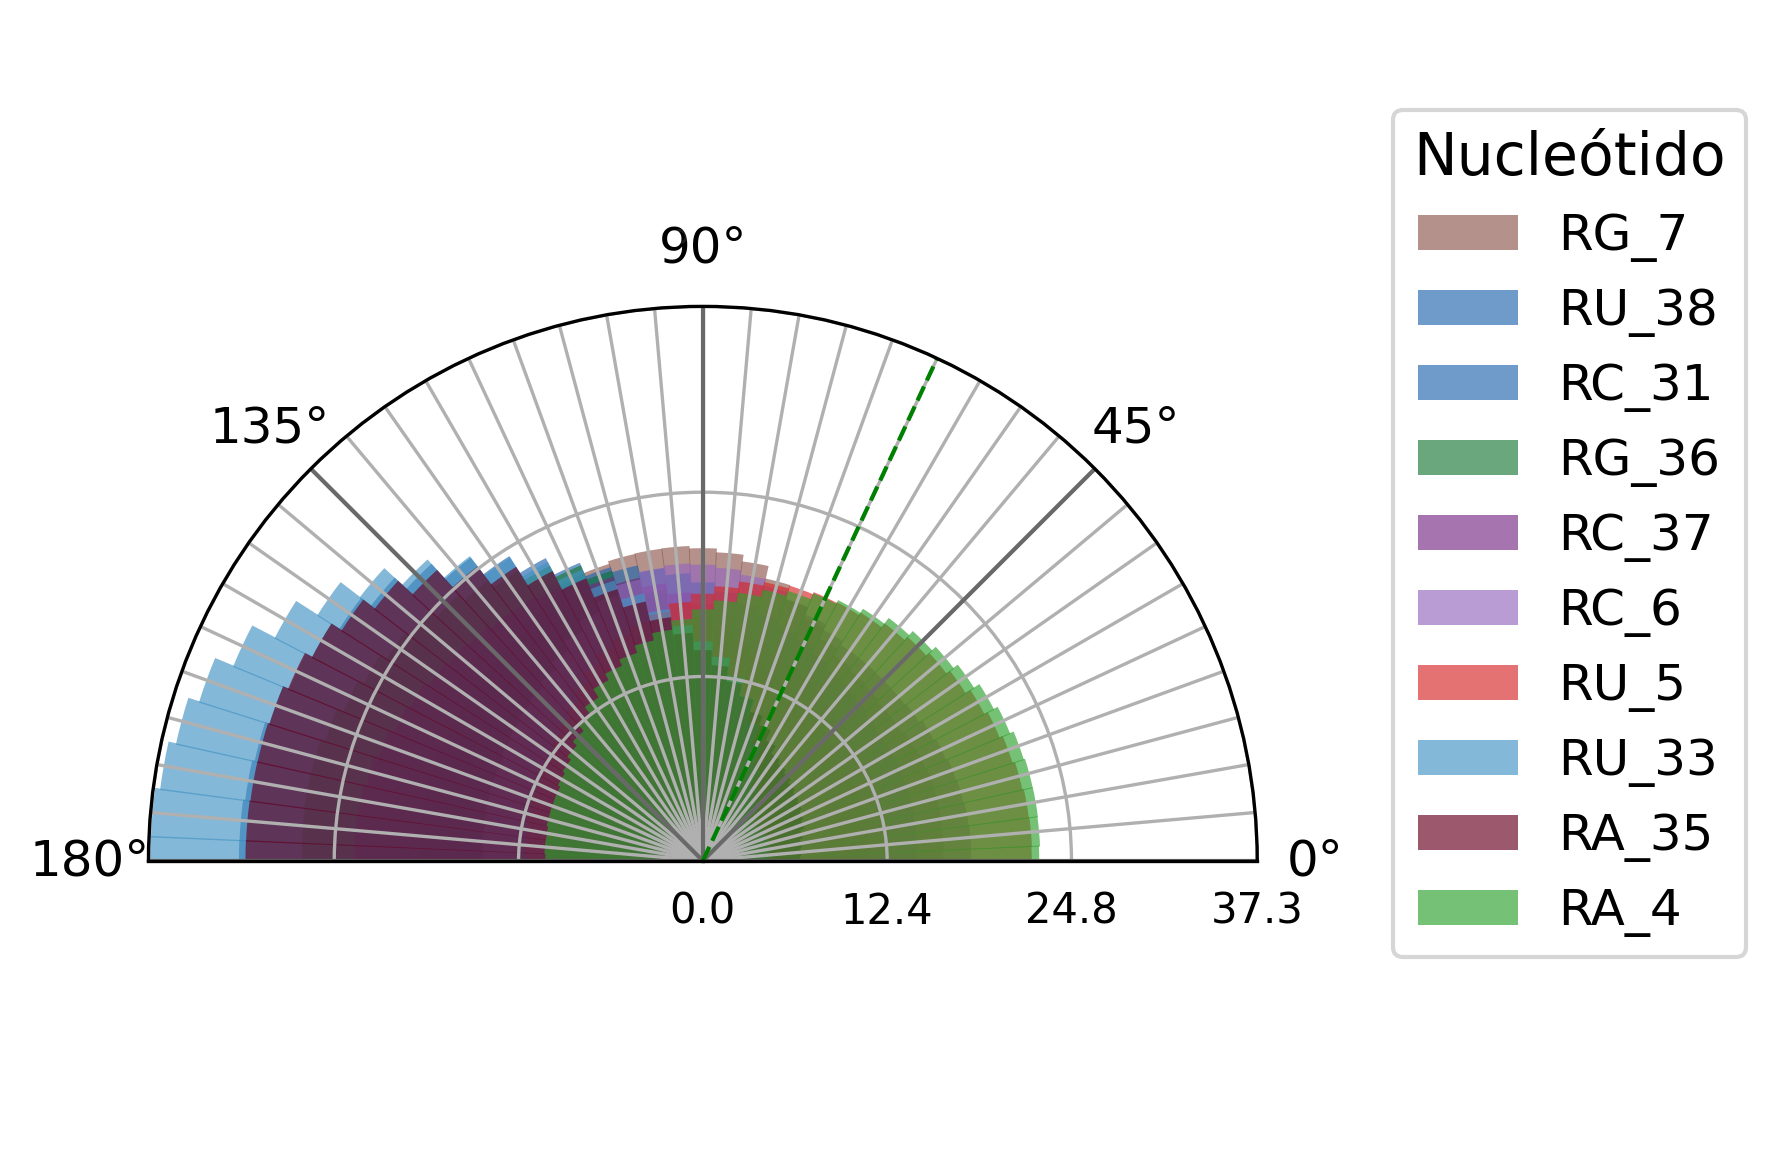 90°
135°
45°
180°
0°
0.0
12.4
24.8
37.3
Nucleótido
RG_7
RU_38
RC_31
RG_36
RC_37
RC_6
RU_5
RU_33
RA_35
RA_4